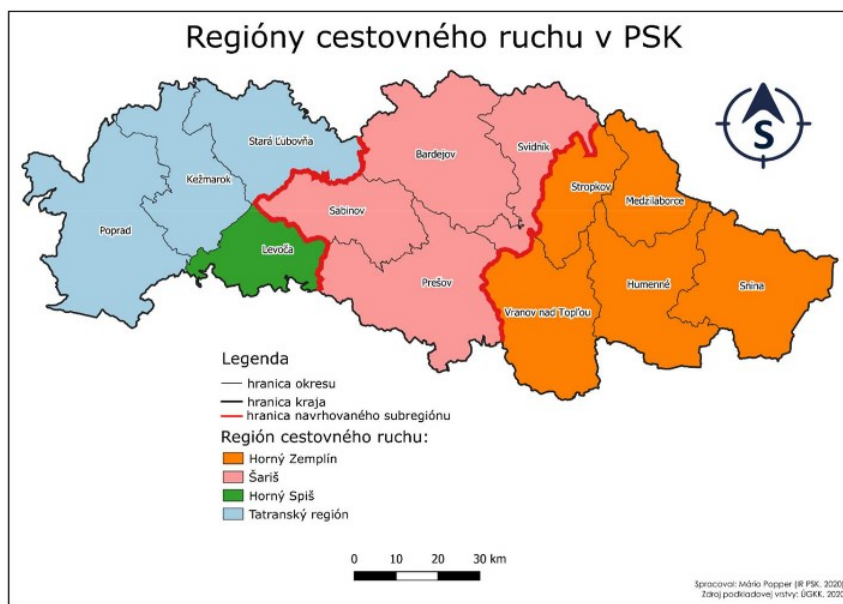 Regióny cestovného ruchu v PSK
Stará Ľubovňa
Bardejov
Svidník
Kežmarok
Stropkov
Medzilaborce
Sabinov
Poprad
Levoča
Prešov
Humenné
Snina
Vranov nad Topľou
S
Legenda
hranica okresu
hranica kraja
hranica navrhovaného subregiónu
Región cestovného ruchu:
Horný Zemplín
Šariš
Horný Spiš
Tatranský región
0 10 20 30 km
Spracoval: Mário Popper (IR PSK, 2020)
Zdroj podkladovej vrstvy: ÚGKK, 2020